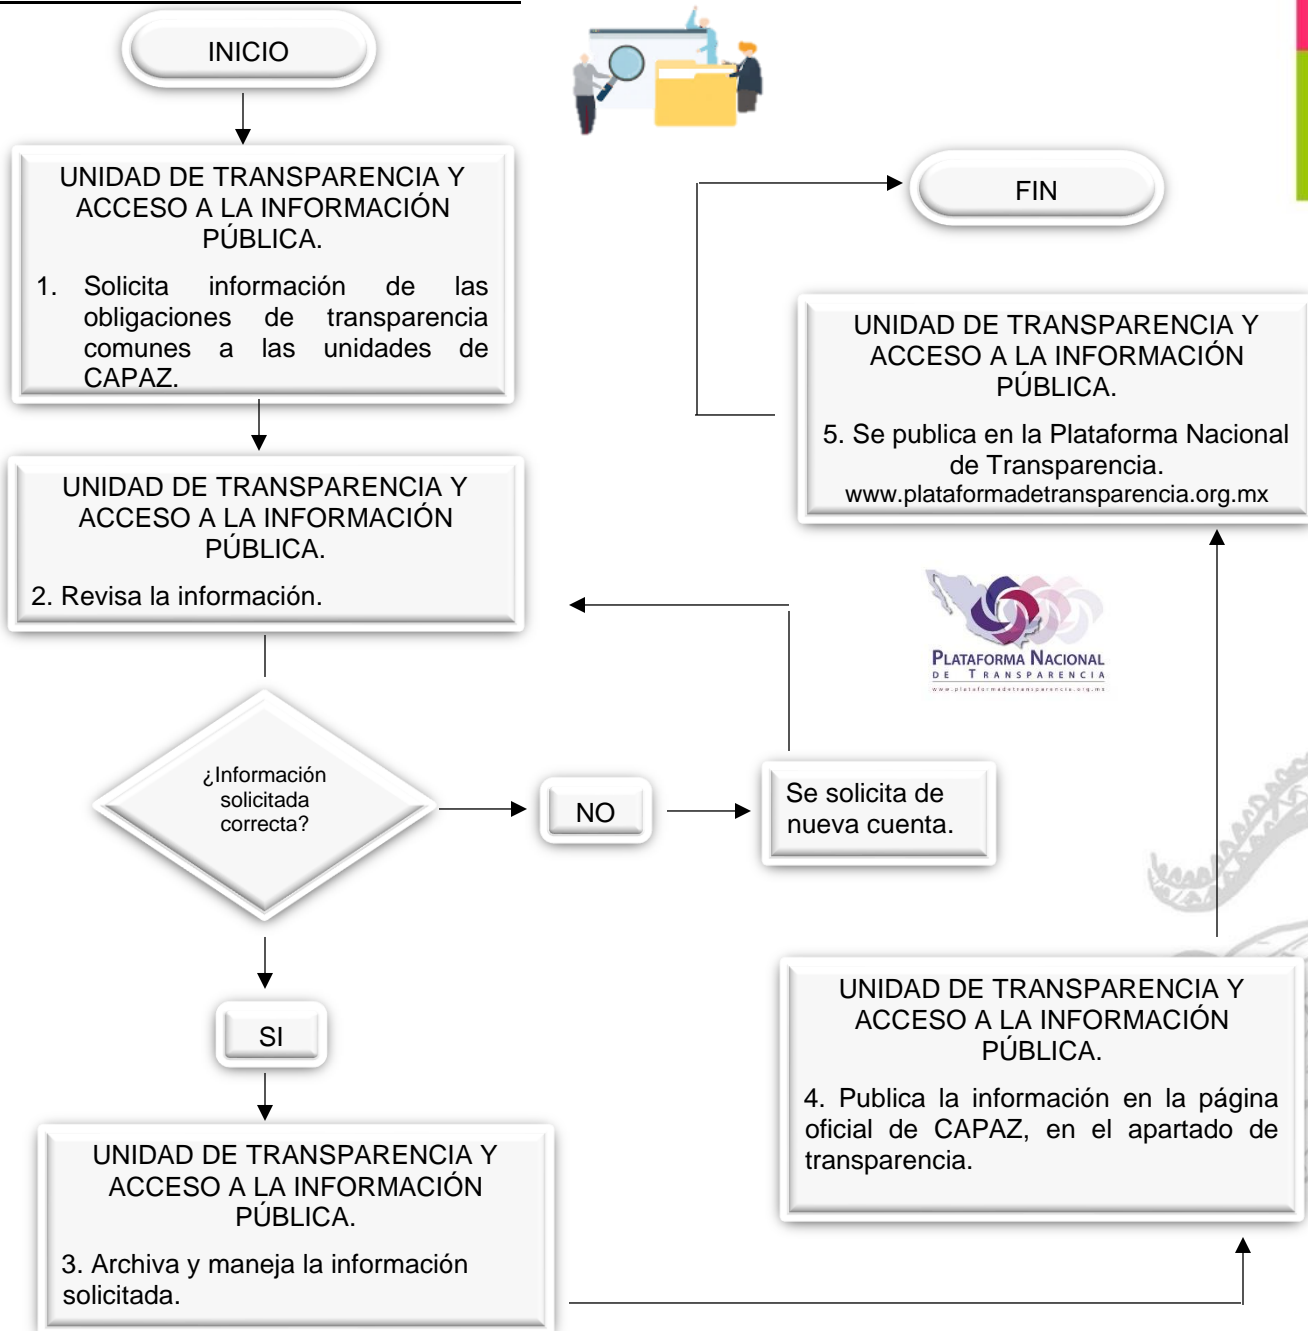 INICIO
UNIDAD DE TRANSPARENCIA Y
ACCESO A LA INFORMACIÓN
PÚBLICA.
1. Solicita información de las
obligaciones de transparencia
comunes a las unidades de
CAPAZ.
UNIDAD DE TRANSPARENCIA Y
ACCESO A LA INFORMACIÓN
PÚBLICA.
2. Revisa la información.
¿Información
solicitada
correcta?
NO
Se solicita de
nueva cuenta.
SI
UNIDAD DE TRANSPARENCIA Y
ACCESO A LA INFORMACIÓN
PÚBLICA.
3. Archiva y maneja la información
solicitada.
UNIDAD DE TRANSPARENCIA Y
ACCESO A LA INFORMACIÓN
PÚBLICA.
4. Publica la información en la página
oficial de CAPAZ, en el apartado de
transparencia.
PLATAFORMA NACIONAL
DE TRANSPARENCIA
www.plataformadetransparencia.org.mx
UNIDAD DE TRANSPARENCIA Y
ACCESO A LA INFORMACIÓN
PÚBLICA.
5. Se publica en la Plataforma Nacional
de Transparencia.
www.plataformadetransparencia.org.mx
FIN